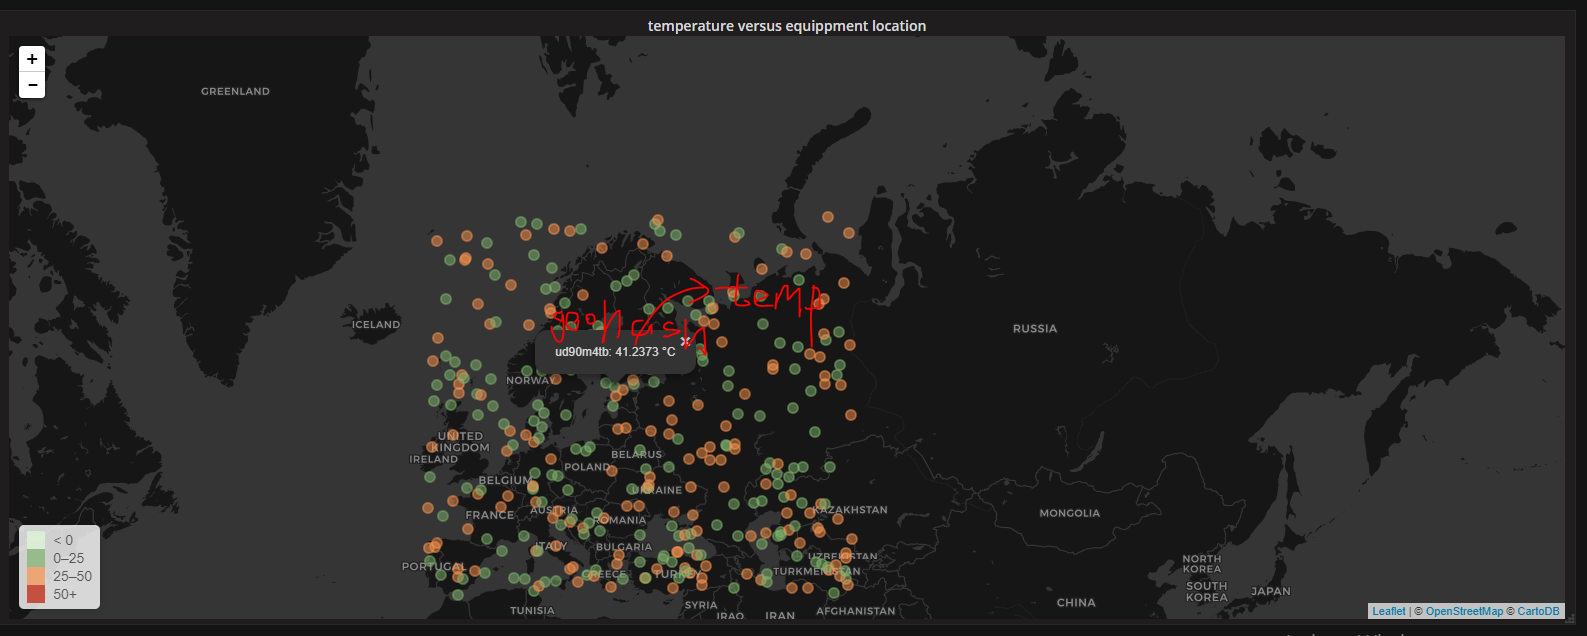 temperature versus equippment location
+
−
GREENLAND
ICELAND
RUSSIA
temp
ud90m4tb: 41.2373 °C
×
NORWAY
UNITED
KINGDOM
IRELAND
BELARUS
POLAND
BELGIUM
UKRAINE
FRANCE
AUSTRIA
ROMANIA
KAZAKHSTAN
MONGOLIA
ITALY
BULGARIA
UZBEKISTAN
PORTUGAL
GREECE
TURKEY
TURKMENISTAN
NORTH
KOREA
SOUTH
KOREA
JAPAN
TUNISIA
SYRIA
IRAQ
IRAN
AFGHANISTAN
CHINA
< 0
0–25
25–50
50+
Leaflet | © OpenStreetMap © CartoDB